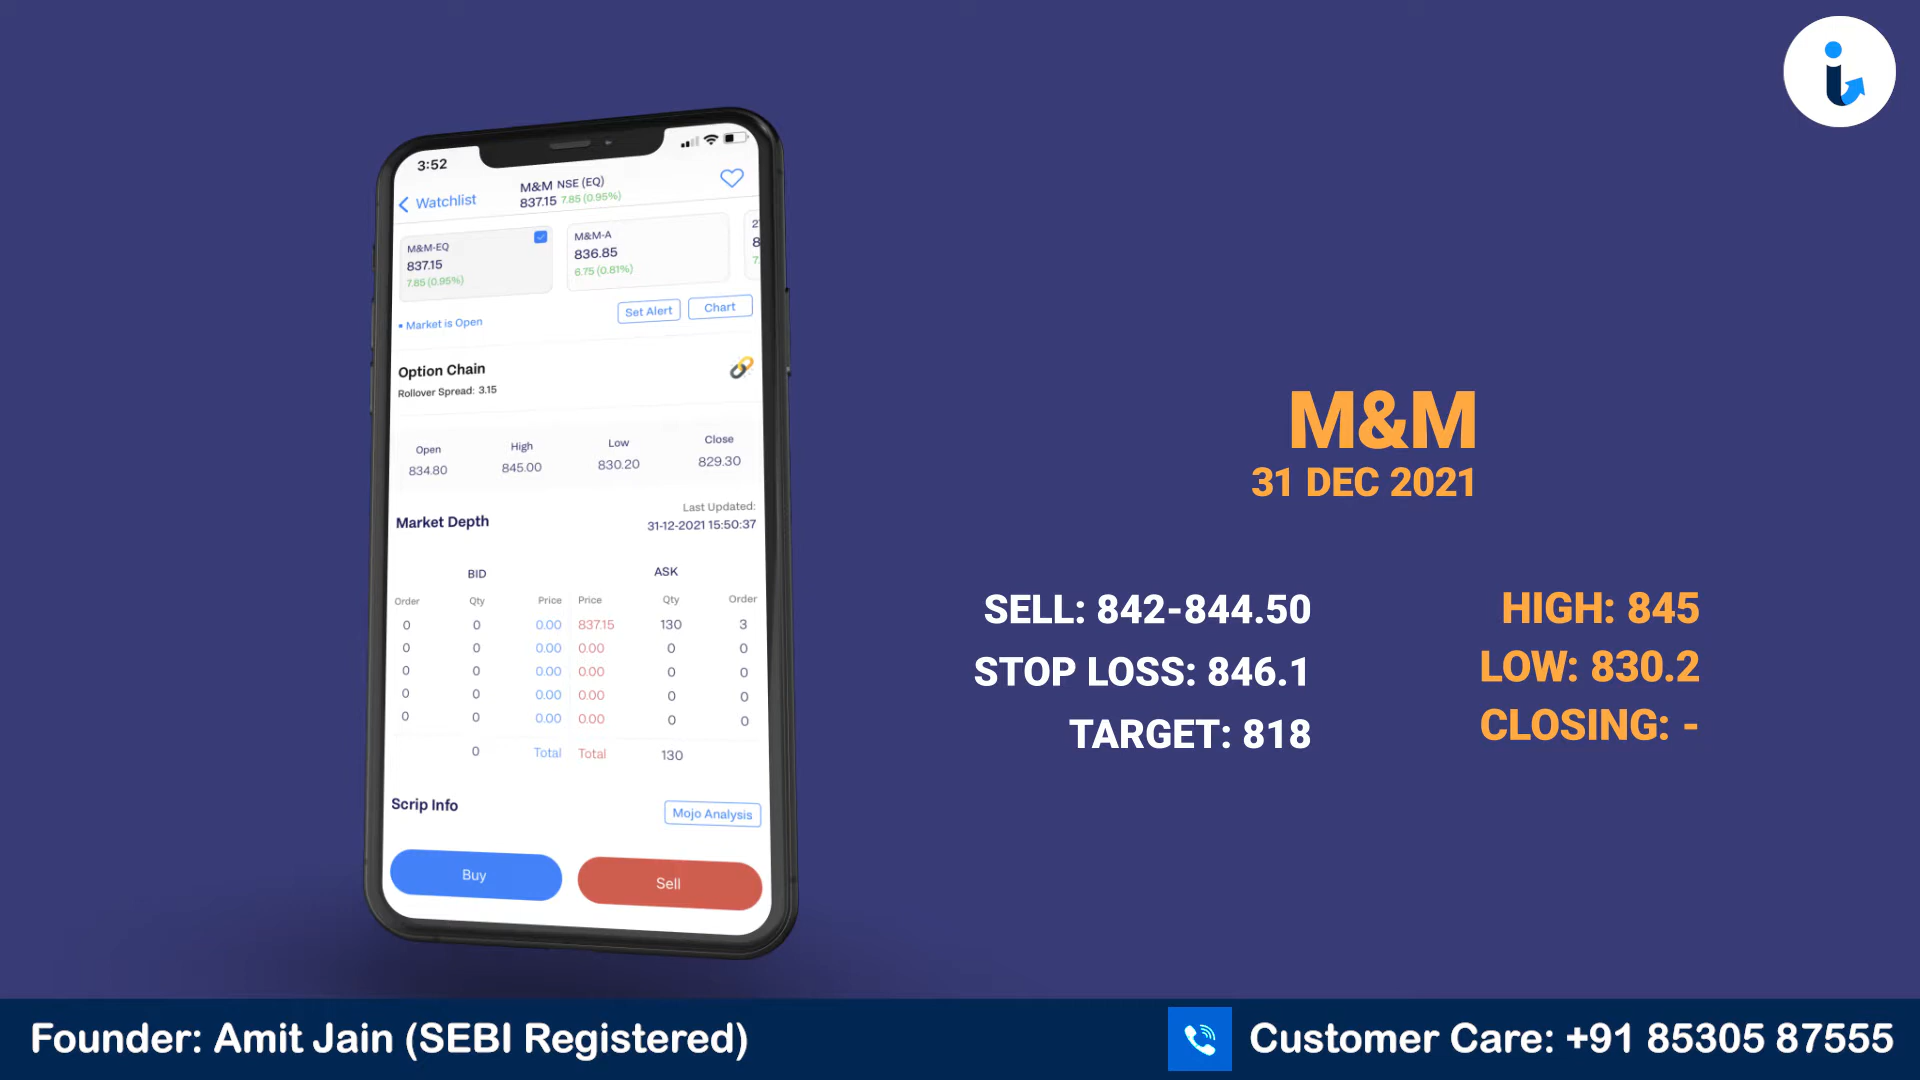 3:52
Watchlist
M&M NSE (EQ)
837.15 7.85 (0.95%)
M&M-EQ
837.15
7.85 (0.95%)
M&M-A
836.85
6.75 (0.81%)
8
7.
• Market is Open
Set Alert
Chart
Option Chain
Rollover Spread: 3.15
Open High Low Close
834.80 845.00 830.20 829.30
Market Depth
Last Updated:
31-12-2021 15:50:37
BID ASK
Order Qty Price Price Qty Order
0 0 0.00 837.15 130 3
0 0 0.00 0.00 0 0
0 0 0.00 0.00 0 0
0 0 0.00 0.00 0 0
0 0 0.00 0.00 0 0
0 Total Total 130
Scrip Info
Mojo Analysis
Buy
Sell
M&M
31 DEC 2021
SELL: 842-844.50
STOP LOSS: 846.1
TARGET: 818
HIGH: 845
LOW: 830.2
CLOSING: -
Founder: Amit Jain (SEBI Registered)
Customer Care: +91 85305 87555